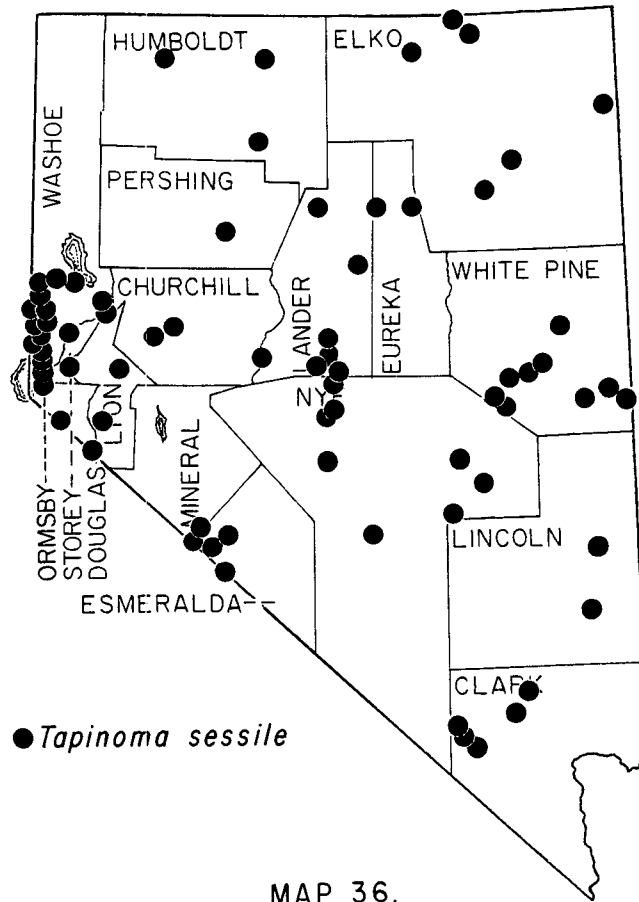 HUMBOLDT
ELKO
WASHOE
PERSHING
CHURCHILL
WHITE PINE
LANDER
EUREKA
NYE
LYON
MINERAL
ORMSBY
STOREY
DOUGLAS
LINCOLN
ESMERALDA
CLARK
Tapinoma sessile
MAP 36.